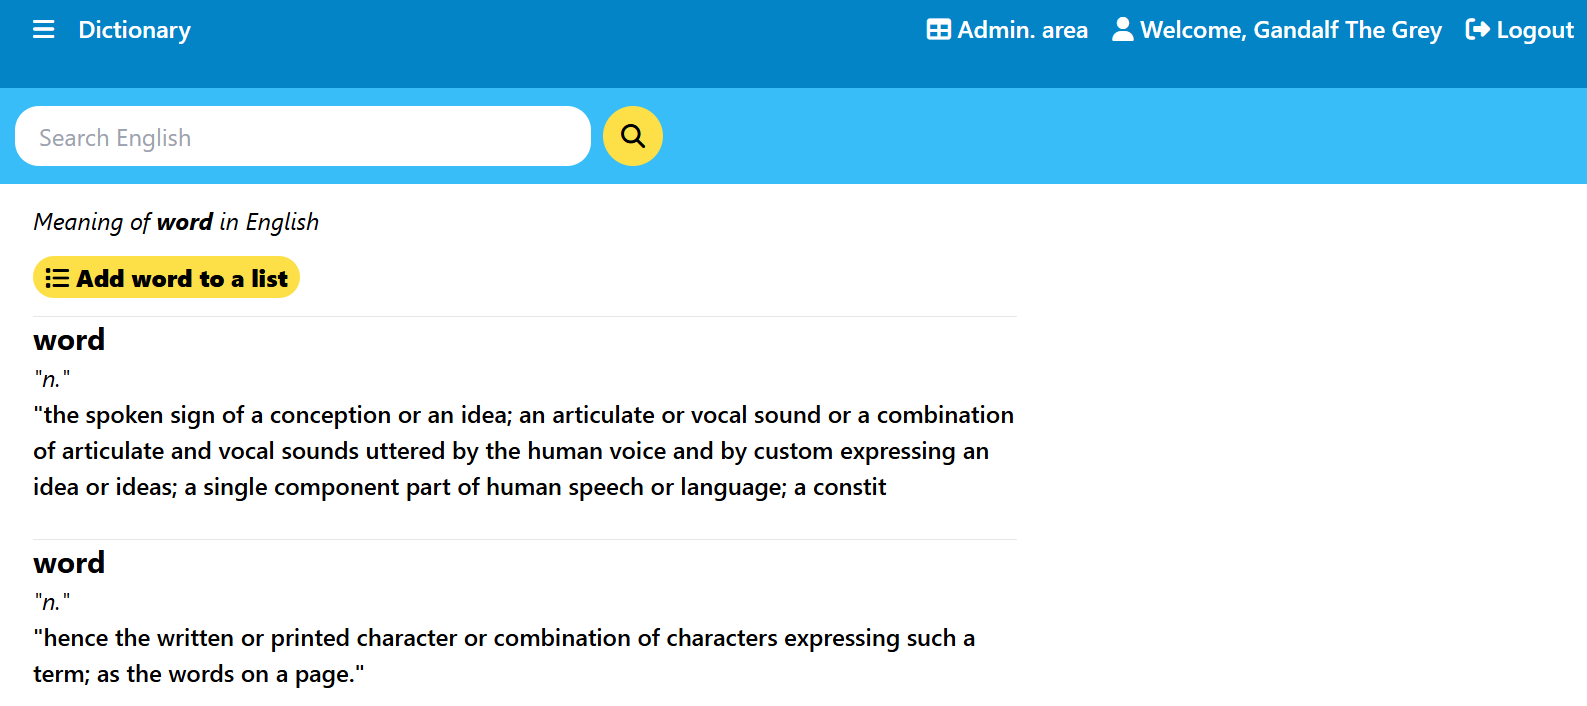 Dictionary
Admin. area
Welcome, Gandalf The Grey
Logout
Search English
Meaning of word in English
Add word to a list
word
"n."
"the spoken sign of a conception or an idea; an articulate or vocal sound or a combination
of articulate and vocal sounds uttered by the human voice and by custom expressing an
idea or ideas; a single component part of human speech or language; a constit
word
"n."
"hence the written or printed character or combination of characters expressing such a
term; as the words on a page."